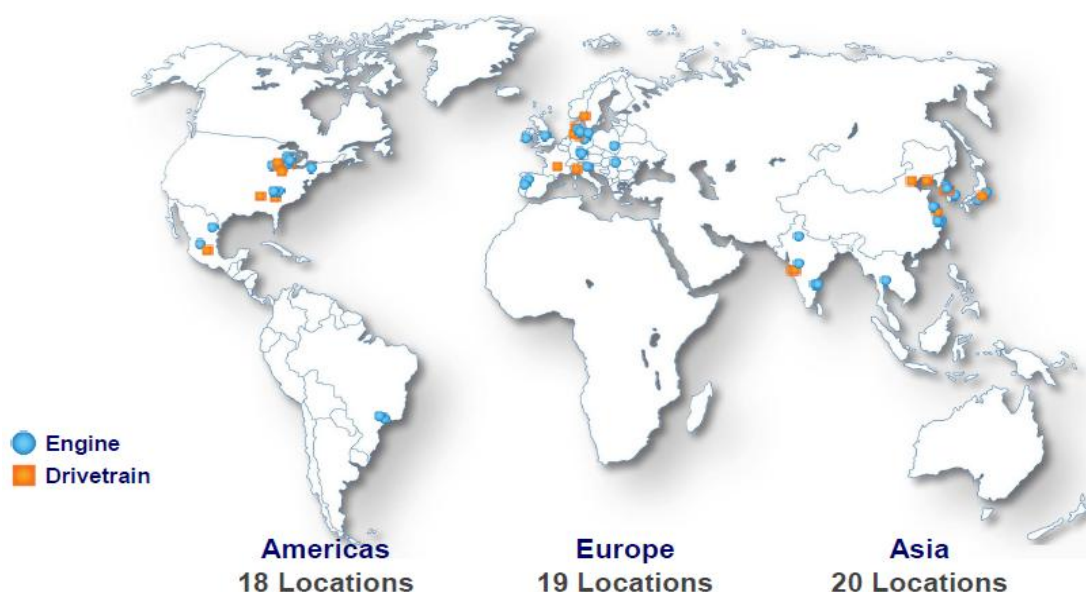 Engine
Drivetrain
Americas
18 Locations
Europe
19 Locations
Asia
20 Locations